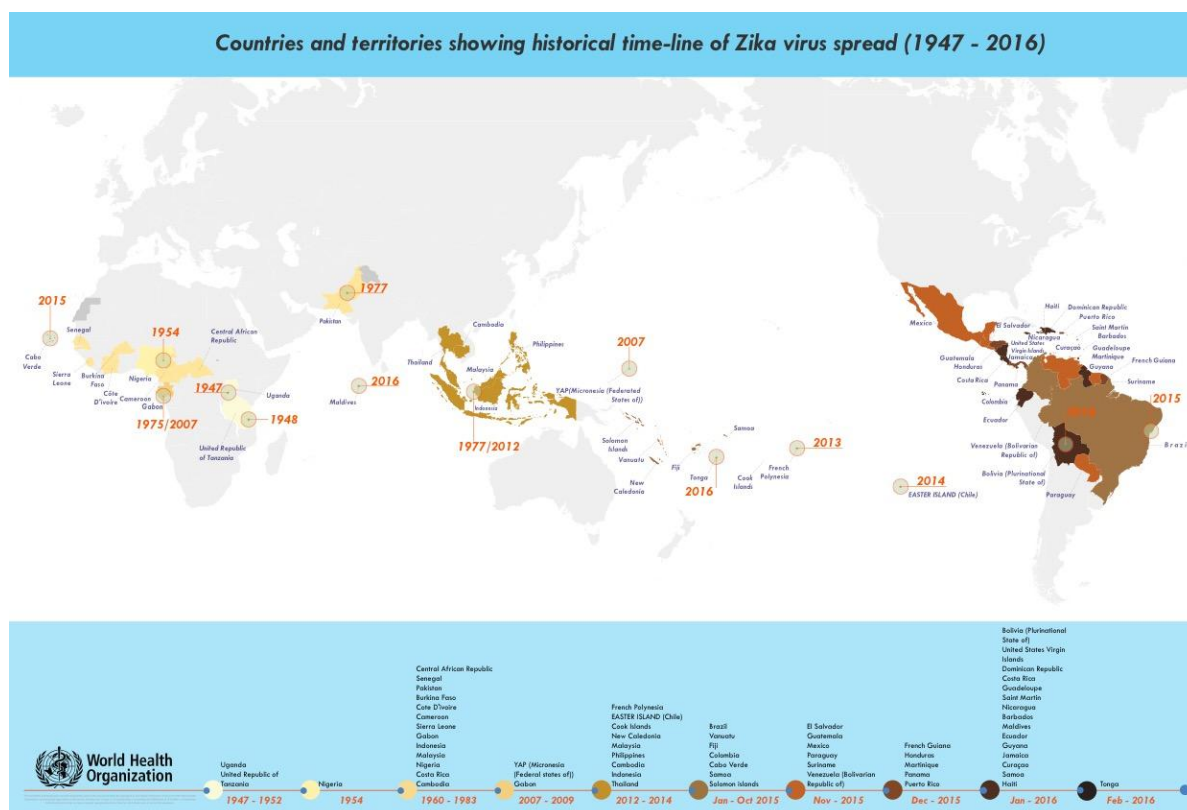 Countries and territories showing historical time-line of Zika virus spread (1947 - 2016)
2015
Senegal
Cabo
Verde
Sierra
Leone
Burkina
Faso
Côte
D'ivoire
1954
Nigeria
Cameroon
Gabon
1975/2007
Central African
Republic
1947
Uganda
1948
United Republic
of Tanzania
1977
Pakistan
2016
Maldives
Cambodia
Thailand
Philippines
Malaysia
Indonesia
1977/2012
2007
YAP(Micronesia (Federated
States of))
Solomon
Islands
Vanuatu
New
Caledonia
Samoa
Fiji
Tonga
2016
Cook
Islands
French
Polynesia
2013
2014
EASTER ISLAND (Chile)
Mexico
Haiti
Dominican Republic
Puerto Rico
El Salvador
Nicaragua
Saint Martin
Barbados
United States
Virgin Islands
Jamaica
Curaçao
Guadeloupe
Martinique
Guatemala
Honduras
French Guiana
Guyana
Costa Rica
Panama
Suriname
Colombia
2015
Ecuador
Brazil
Venezuela (Bolivarian
Republic of)
Bolivia (Plurinational
State of)
Paraguay
World Health
Organization
Uganda
United Republic of
Tanzania
1947 - 1952
Nigeria
1954
Central African Republic
Senegal
Pakistan
Burkina Faso
Cote D'ivoire
Cameroon
Sierra Leone
Gabon
Indonesia
Malaysia
Nigeria
Costa Rica
Cambodia
1960 - 1983
YAP (Micronesia
(Federal states of))
Gabon
2007 - 2009
French Polynesia
EASTER ISLAND (Chile)
Cook Islands
New Caledonia
Malaysia
Philippines
Cambodia
Indonesia
Thailand
2012 - 2014
Brazil
Vanuatu
Fiji
Colombia
Cabo Verde
Samoa
Solomon Islands
Jan - Oct 2015
El Salvador
Guatemala
Mexico
Paraguay
Suriname
Venezuela (Bolivarian
Republic of)
Nov - 2015
French Guiana
Honduras
Martinique
Panama
Puerto Rico
Dec - 2015
Bolivia (Plurinational
State of)
United States Virgin
Islands
Dominican Republic
Costa Rica
Guadeloupe
Saint Martin
Nicaragua
Barbados
Maldives
Ecuador
Guyana
Jamaica
Curaçao
Samoa
Haiti
Jan - 2016
Tonga
Feb - 2016